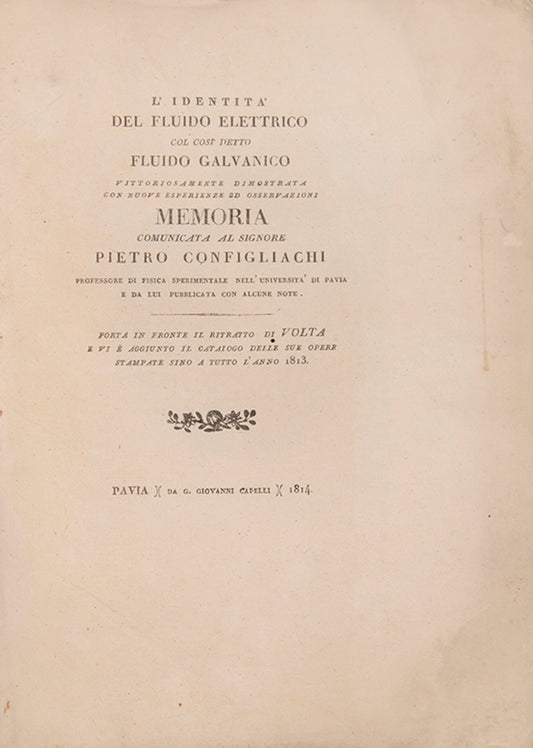 L' IDENTITA'
DEL FLUIDO ELETTRICO
COL COSÌ DETTO
FLUIDO GALVANICO
VITTORIOSAMENTE DIMOSTRATA
CON NUOVE ESPERIENZE ED OSSERVAZIONI
MEMORIA
COMUNICATA AL SIGNORE
PIETRO CONFIGLIACHI
PROFESSORE DI FISICA SPERIMENTALE NELL' UNIVERSITA' DI PAVIA
E DA LUI PUBBLICATA CON ALCUNE NOTE.
PORTA IN FRONTE IL RITRATTO DI VOLTA
E VI È AGGIUNTO IL CATALOGO DELLE SUE OPERE
STAMPATE SINO A TUTTO L'ANNO 1813.
PAVIA )( DA G. GIOVANNI CAPELLI )( 1814.